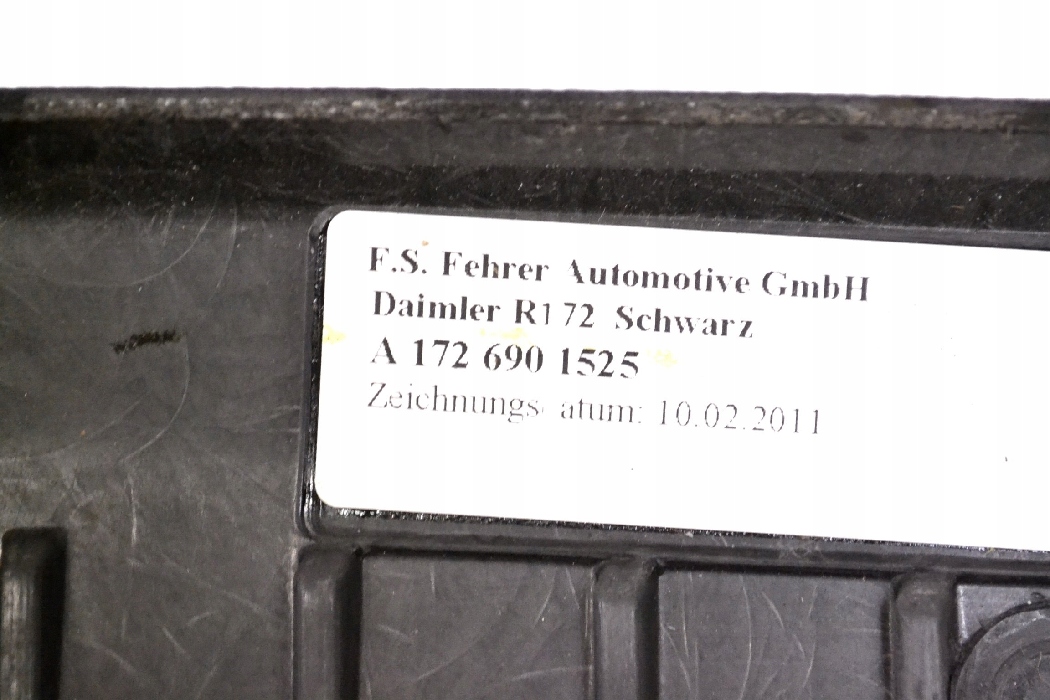 F.S. Fehrer Automotive GmbH
Daimler R172 Schwarz
A 172 690 1525
Zeichnungs atum: 10.02.2011